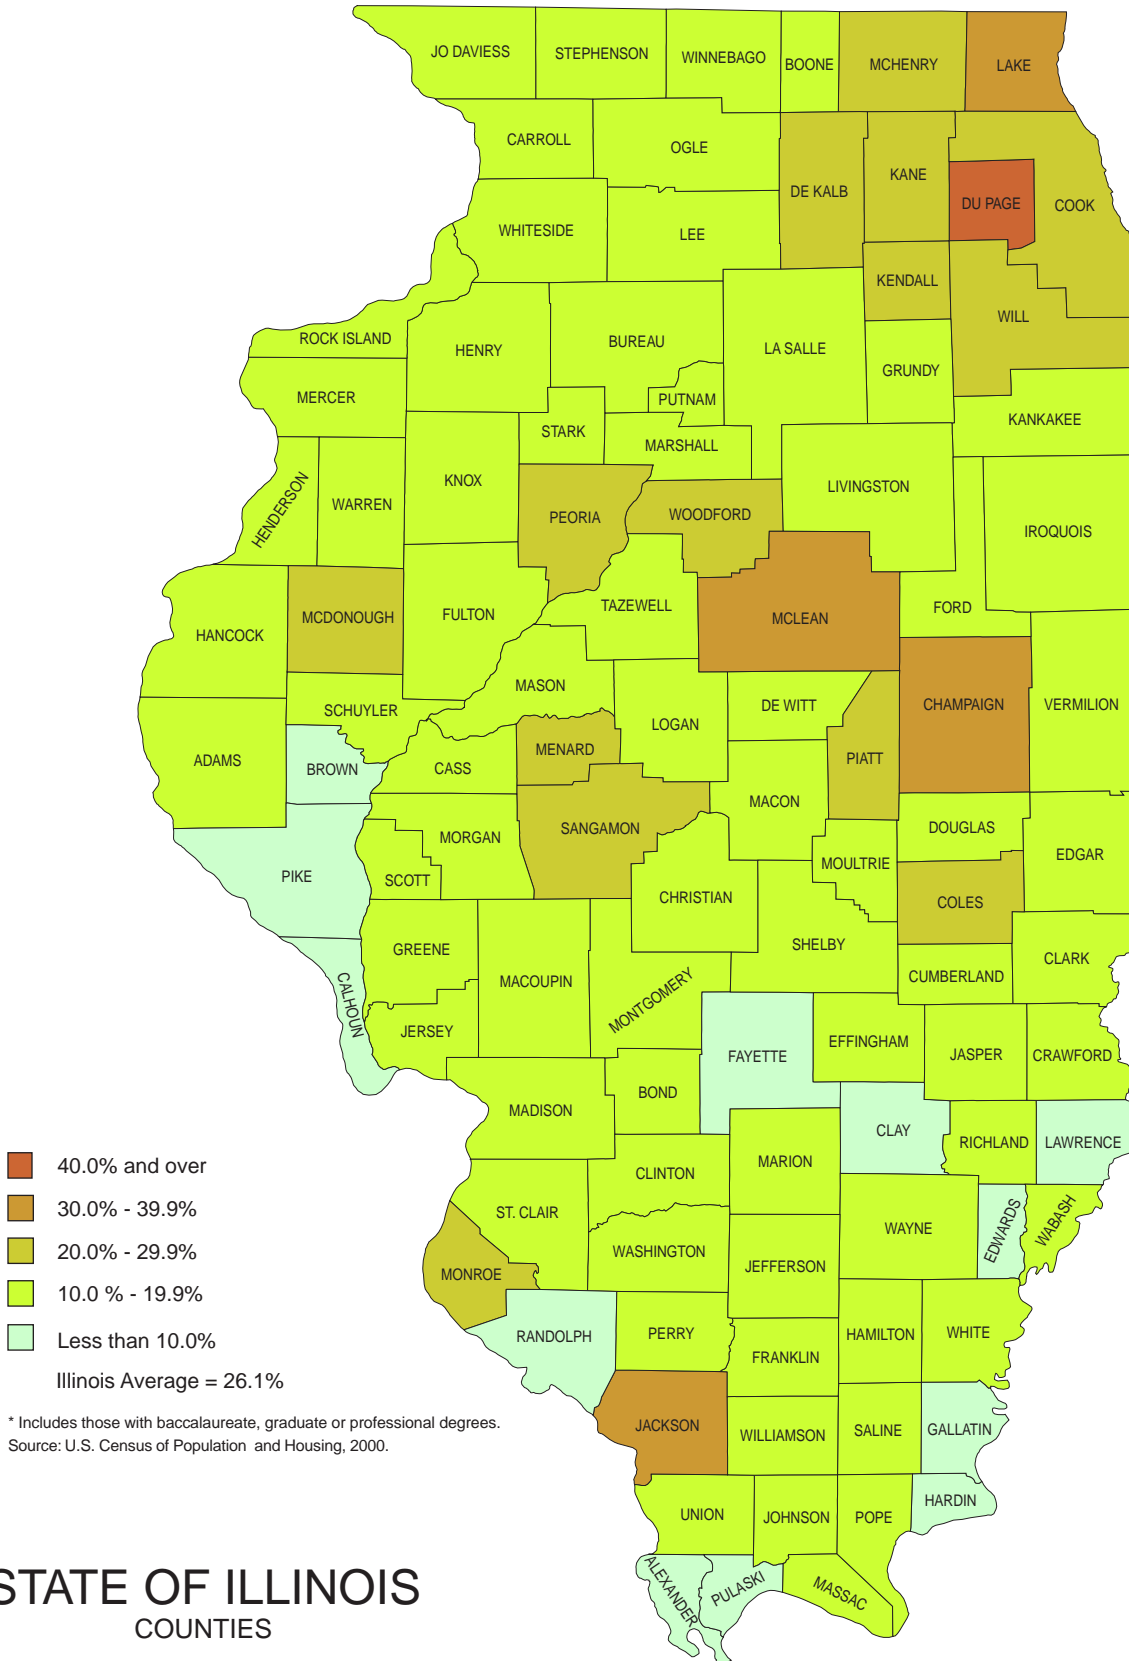 JO DAVIESS
STEPHENSON
WINNEBAGO
BOONE
MCHENRY
LAKE
CARROLL
OGLE
DE KALB
KANE
DU PAGE
COOK
WHITESIDE
LEE
KENDALL
WILL
ROCK ISLAND
HENRY
BUREAU
LA SALLE
GRUNDY
MERCER
PUTNAM
KANKAKEE
STARK
MARSHALL
HENDERSON
WARREN
KNOX
PEORIA
WOODFORD
LIVINGSTON
IROQUOIS
HANCOCK
MCDONOUGH
FULTON
TAZEWELL
MCLEAN
FORD
MASON
SCHUYLER
LOGAN
DE WITT
CHAMPAIGN
VERMILION
ADAMS
BROWN
CASS
MENARD
PIATT
MACON
SANGAMON
DOUGLAS
MORGAN
EDGAR
PIKE
SCOTT
CHRISTIAN
MOULTRIE
COLES
GREENE
SHELBY
CLARK
CALHOUN
MACOUPIN
MONTGOMERY
CUMBERLAND
JERSEY
FAYETTE
EFFINGHAM
JASPER
CRAWFORD
MADISON
BOND
CLAY
RICHLAND
LAWRENCE
MARION
CLINTON
ST. CLAIR
WAYNE
EDWARDS
WABASH
WASHINGTON
JEFFERSON
MONROE
RANDOLPH
PERRY
HAMILTON
WHITE
FRANKLIN
JACKSON
WILLIAMSON
SALINE
GALLATIN
UNION
JOHNSON
POPE
HARDIN
ALEXANDER
PULASKI
MASSAC
40.0% and over
30.0% - 39.9%
20.0% - 29.9%
10.0 % - 19.9%
Less than 10.0%
Illinois Average = 26.1%
* Includes those with baccalaureate, graduate or professional degrees.
Source: U.S. Census of Population and Housing, 2000.
STATE OF ILLINOIS
COUNTIES